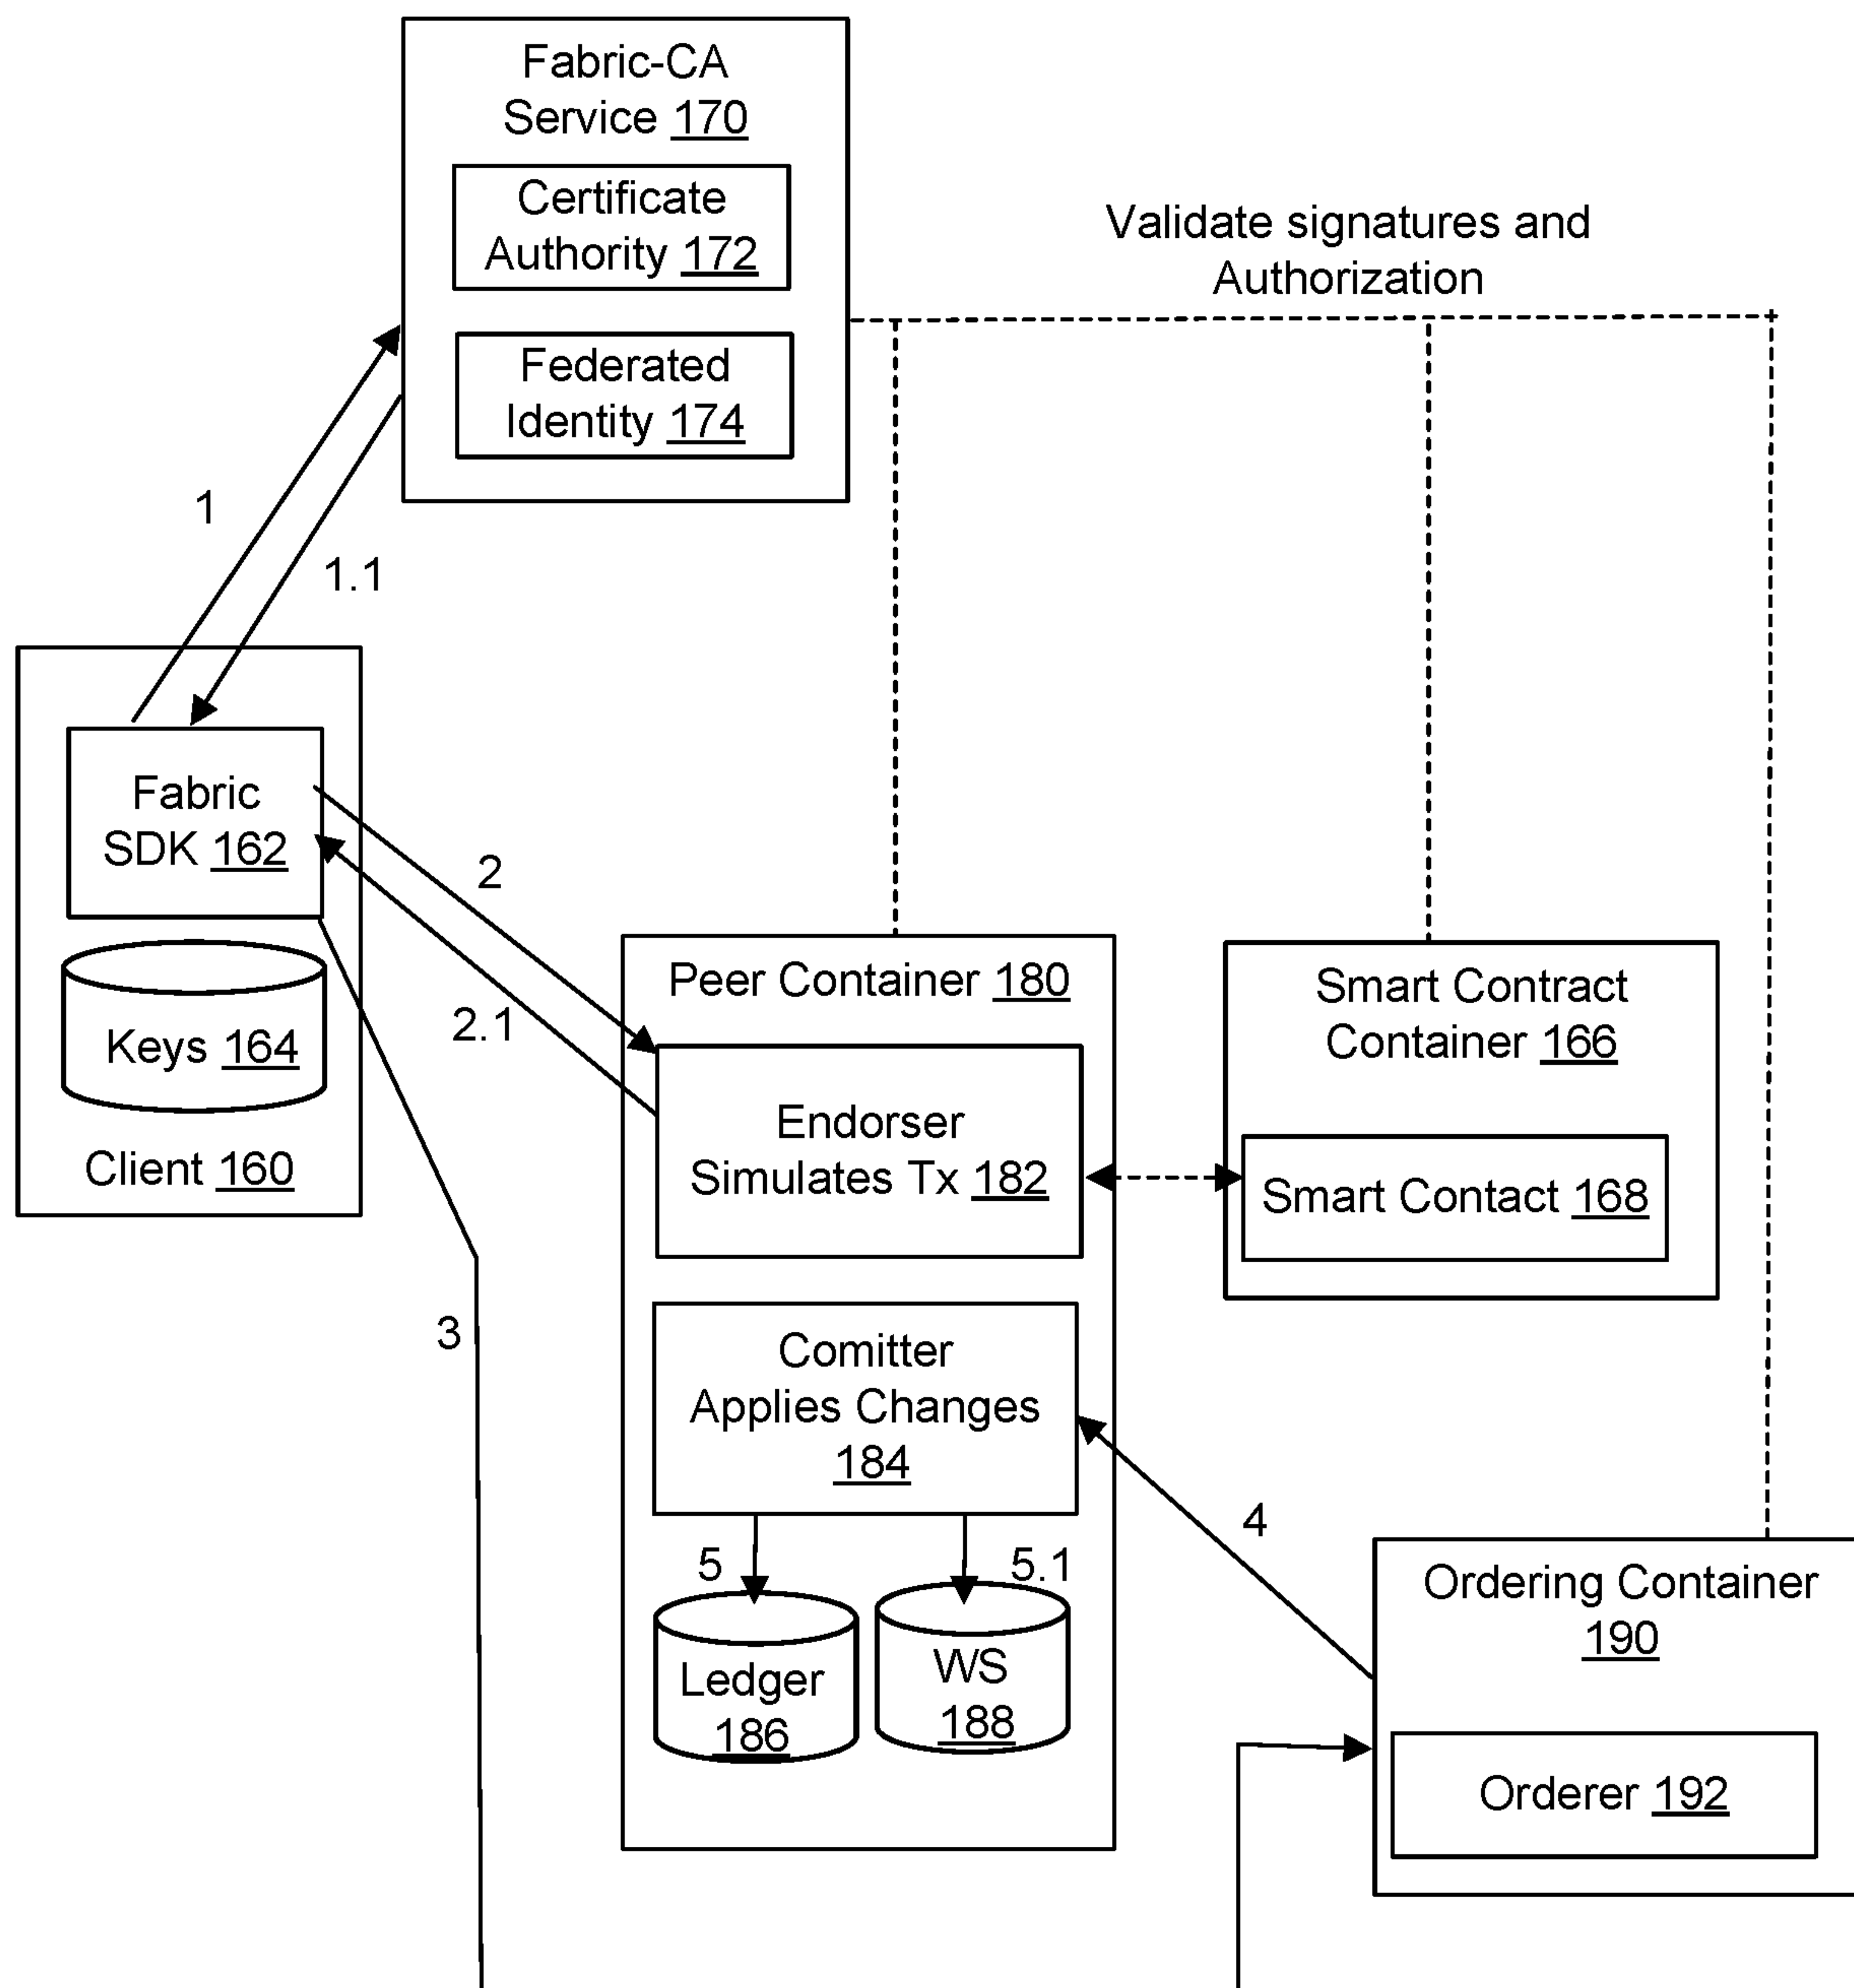 Fabric-CA
Service 170
Certificate
Authority 172
Federated
Identity 174
Validate signatures and
Authorization
1
1.1
Fabric
SDK 162
Keys 164
Client 160
2
2.1
3
Peer Container 180
Endorser
Simulates Tx 182
Comitter
Applies Changes
184
5
5.1
Ledger
186
WS
188
Smart Contract
Container 166
Smart Contact 168
4
Ordering Container
190
Orderer 192